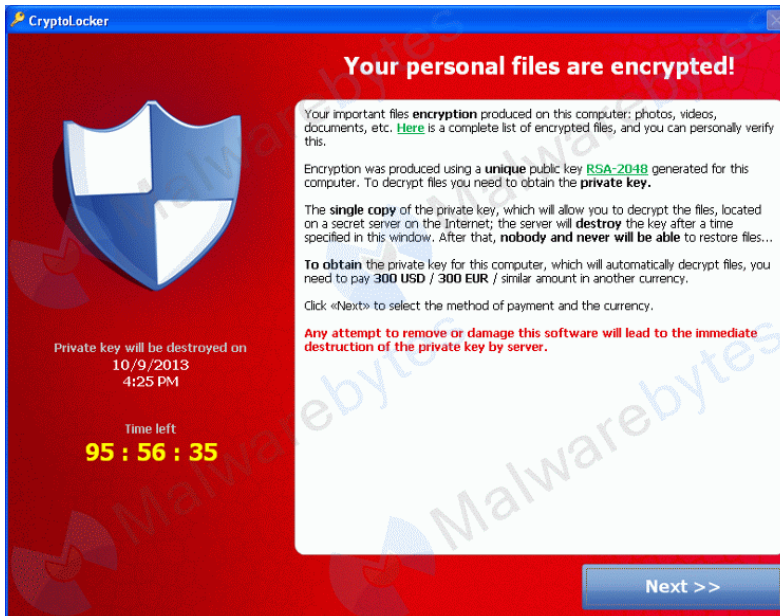 CryptoLocker
Your personal files are encrypted!
Your important files encryption produced on this computer: photos, videos,
documents, etc. Here is a complete list of encrypted files, and you can personally verify
this.
Encryption was produced using a unique public key RSA-2048 generated for this
computer. To decrypt files you need to obtain the private key.
The single copy of the private key, which will allow you to decrypt the files, located
on a secret server on the Internet; the server will destroy the key after a time
specified in this window. After that, nobody and never will be able to restore files...
To obtain the private key for this computer, which will automatically decrypt files, you
need to pay 300 USD / 300 EUR / similar amount in another currency.
Click «Next» to select the method of payment and the currency.
Any attempt to remove or damage this software will lead to the immediate
destruction of the private key by server.
Private key will be destroyed on
10/9/2013
4:25 PM
Time left
95 : 56 : 35
Next >>
Malwarebytes
Malwarebytes
Malwarebytes
Malwarebytes